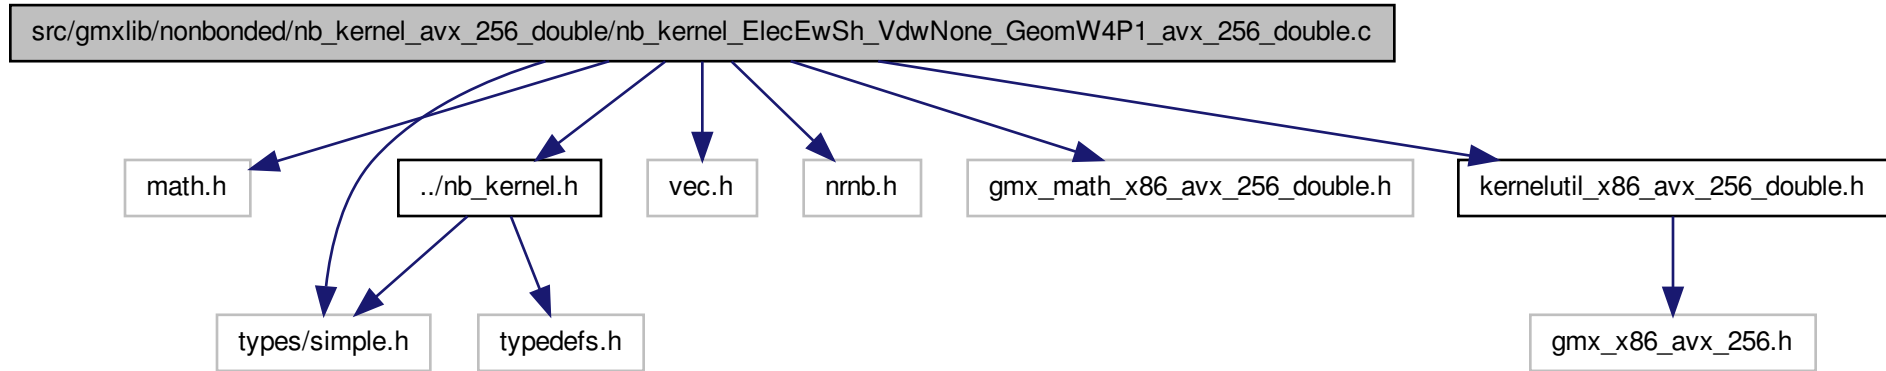 src/gmxlib/nonbonded/nb_kernel_avx_256_double/nb_kernel_ElecEwSh_VdwNone_GeomW4P1_avx_256_double.c
math.h
../nb_kernel.h
vec.h
nrnb.h
gmx_math_x86_avx_256_double.h
kernelutil_x86_avx_256_double.h
types/simple.h
typedefs.h
gmx_x86_avx_256.h